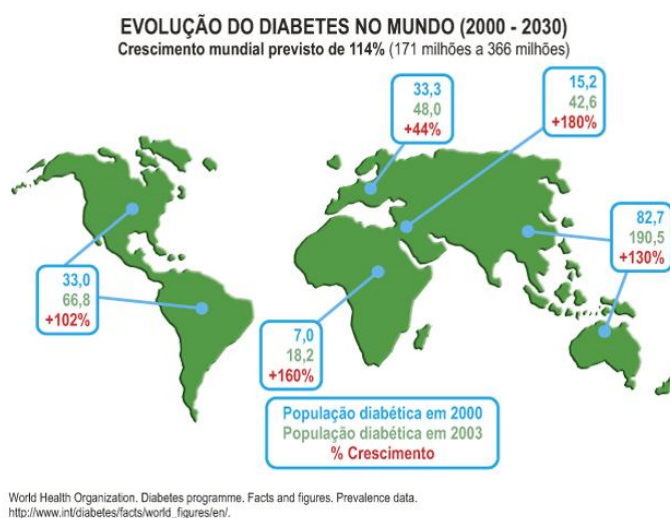 EVOLUÇÃO DO DIABETES NO MUNDO (2000 - 2030)
Crescimento mundial previsto de 114% (171 milhões a 366 milhões)
33,3
48,0
+44%
15,2
42,6
+180%
82,7
190,5
+130%
33,0
66,8
+102%
7,0
18,2
+160%
População diabética em 2000
População diabética em 2003
% Crescimento
World Health Organization. Diabetes programme. Facts and figures. Prevalence data.
http://www.int/diabetes/facts/world_figures/en/.